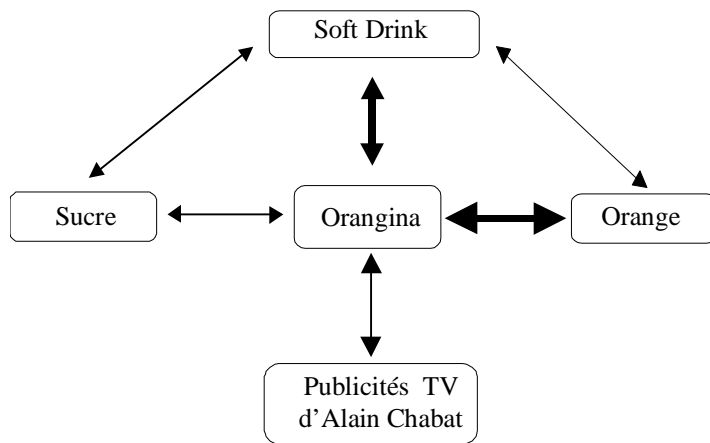 Soft Drink
Sucre
Orangina
Orange
Publicités TV
d'Alain Chabat